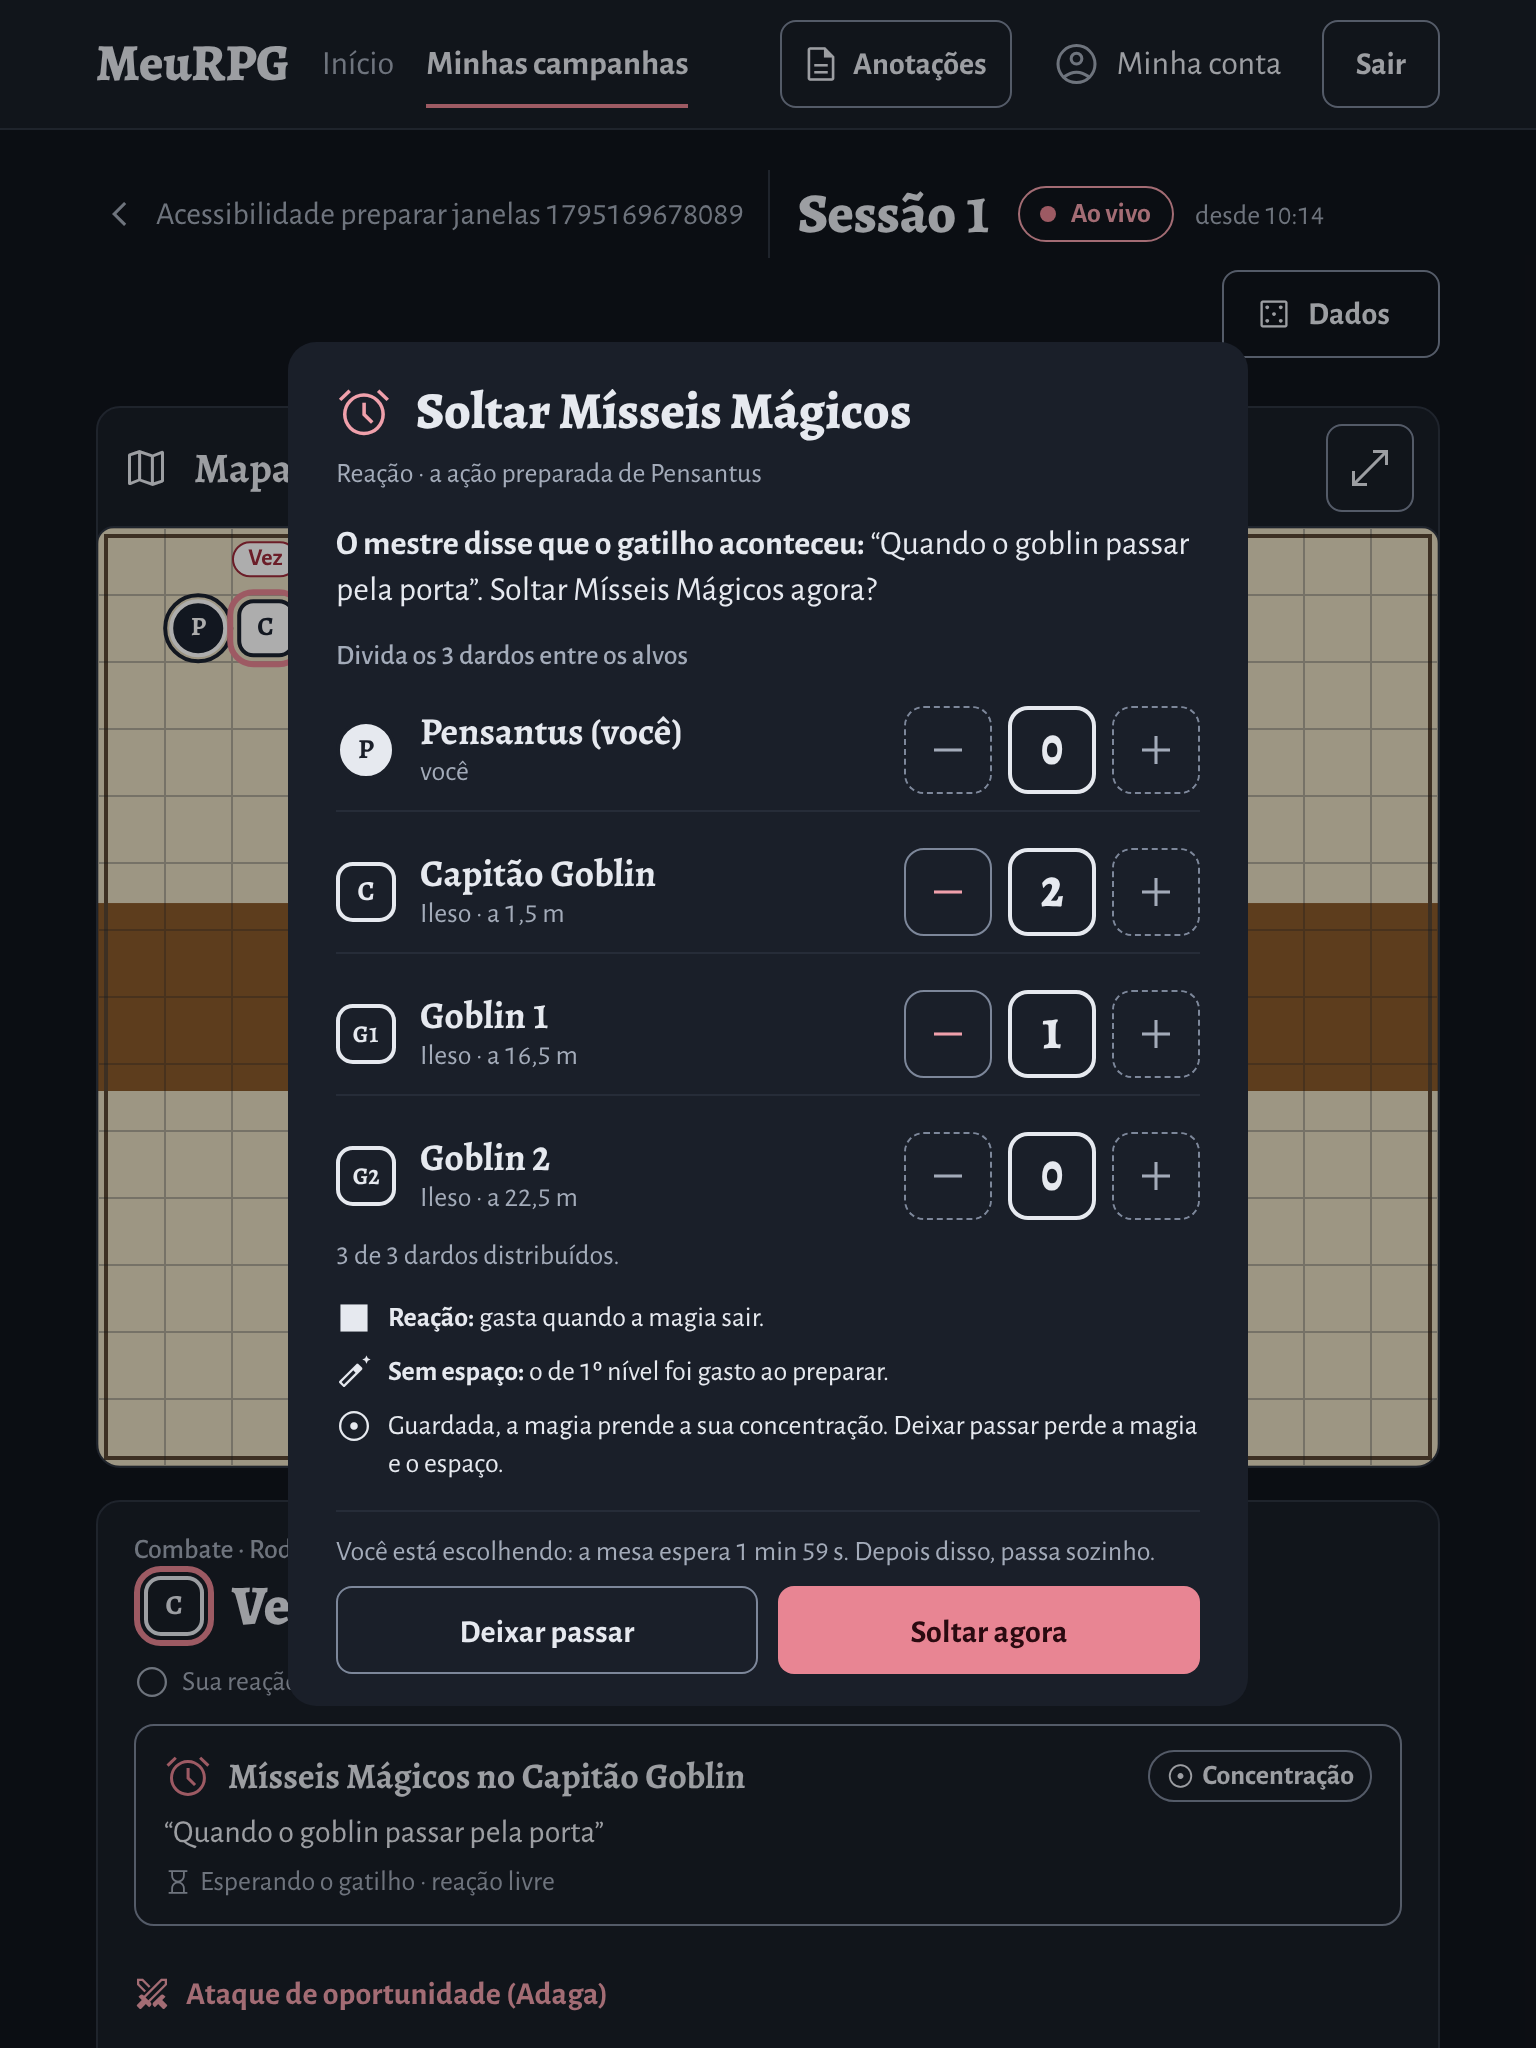 MeuRPG
Início
Minhas campanhas
Anotações
Minha conta
Sair
Acessibilidade preparar janelas 1795169678089
Sessão 1
Ao vivo
desde 10:14
Dados
Mapa
Vez
P
C
Soltar Mísseis Mágicos
Reação · a ação preparada de Pensantus
O mestre disse que o gatilho aconteceu: “Quando o goblin passar
pela porta”. Soltar Mísseis Mágicos agora?
Divida os 3 dardos entre os alvos
P
Pensantus (você)
você
0
C
Capitão Goblin
Ileso · a 1,5 m
2
G1
Goblin 1
Ileso · a 16,5 m
1
G2
Goblin 2
Ileso · a 22,5 m
0
3 de 3 dardos distribuídos.
Reação: gasta quando a magia sair.
Sem espaço: o de 1º nível foi gasto ao preparar.
Guardada, a magia prende a sua concentração. Deixar passar perde a magia
e o espaço.
Você está escolhendo: a mesa espera 1 min 59 s. Depois disso, passa sozinho.
Deixar passar
Soltar agora
Combate · Rod
C
Ve
Sua reaçã
Mísseis Mágicos no Capitão Goblin
Concentração
“Quando o goblin passar pela porta”
Esperando o gatilho · reação livre
Ataque de oportunidade (Adaga)